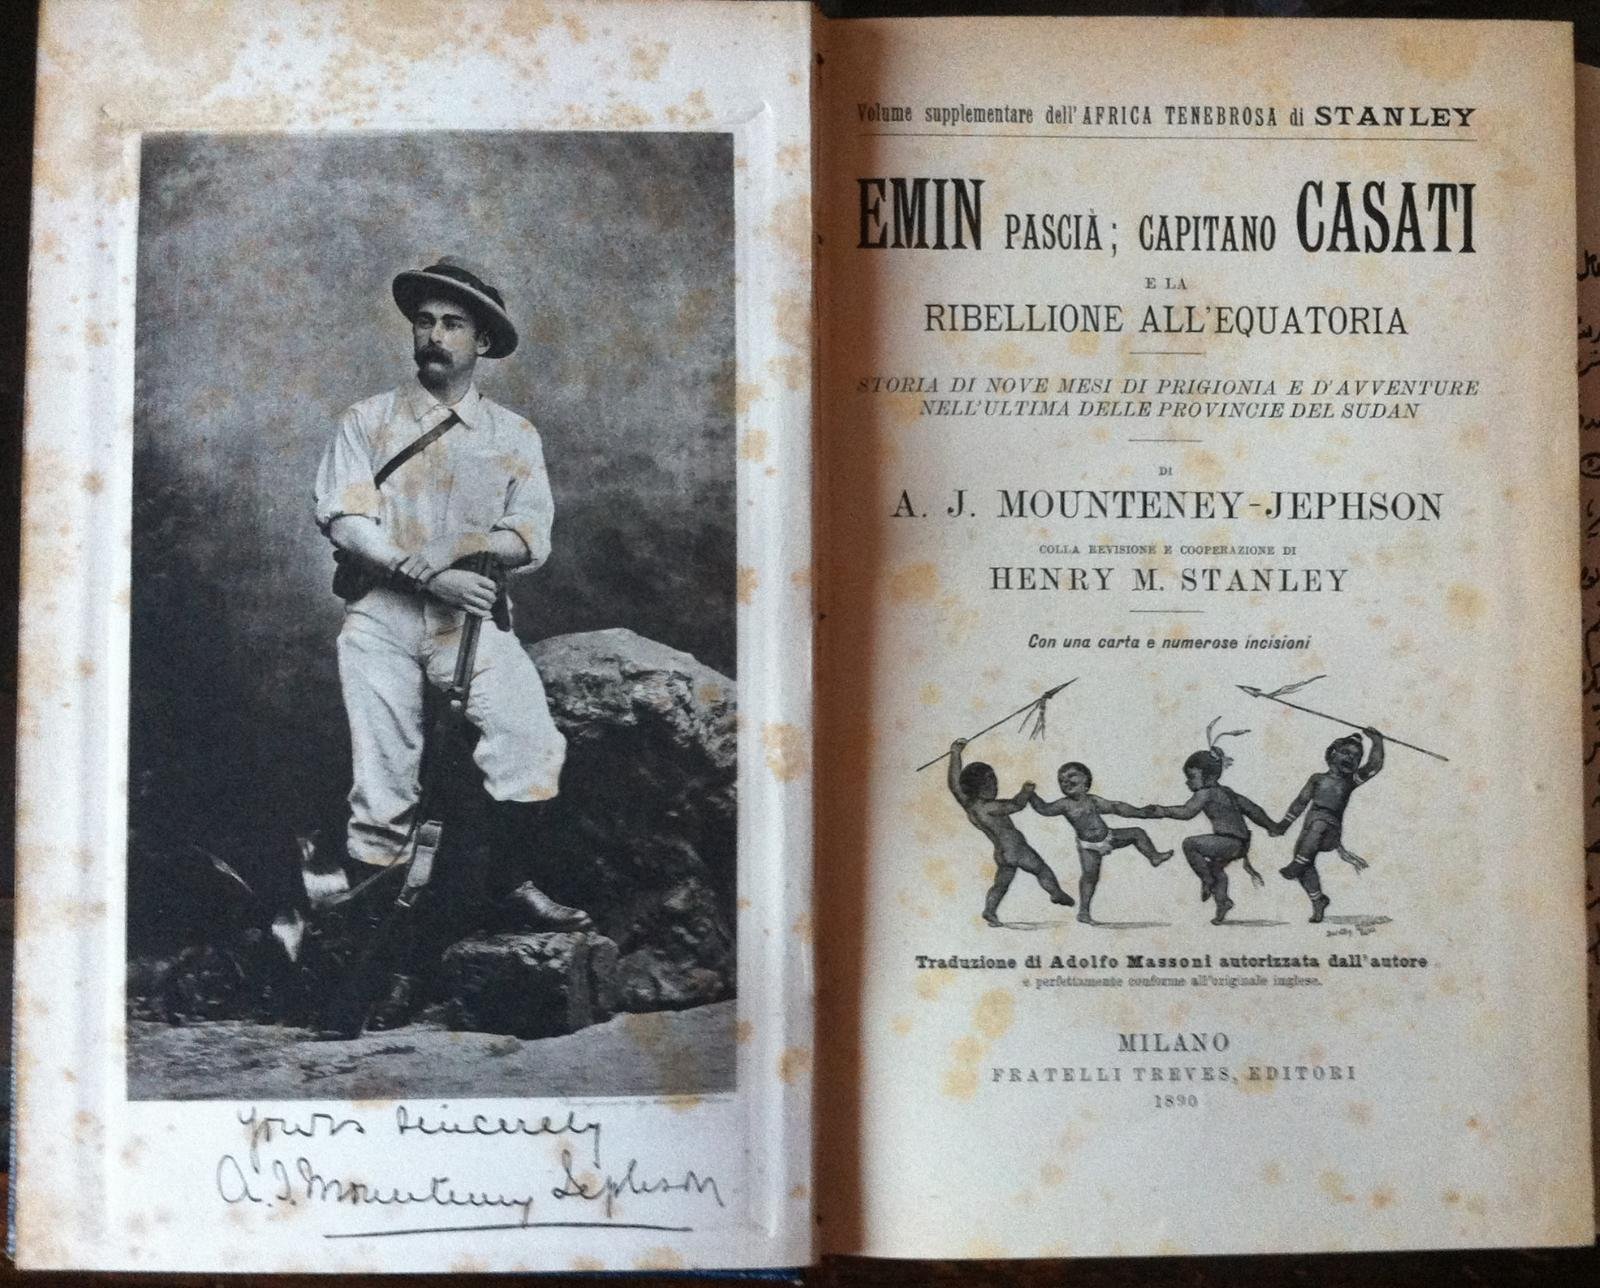 Yours sincerely
A. J. Mounteney Jephson
Volume supplementare dell'AFRICA TENEBROSA di STANLEY
EMIN PASCIÀ; CAPITANO CASATI
E LA
RIBELLIONE ALL'EQUATORIA
STORIA DI NOVE MESI DI PRIGIONIA E D'AVVENTURE
NELL'ULTIMA DELLE PROVINCIE DEL SUDAN
DI
A. J. MOUNTENEY-JEPHSON
COLLA REVISIONE E COOPERAZIONE DI
HENRY M. STANLEY
Con una carta e numerose incisioni
Traduzione di Adolfo Massoni autorizzata dall'autore
e perfettamente conforme all'originale inglese.
MILANO
FRATELLI TREVES, EDITORI
1890